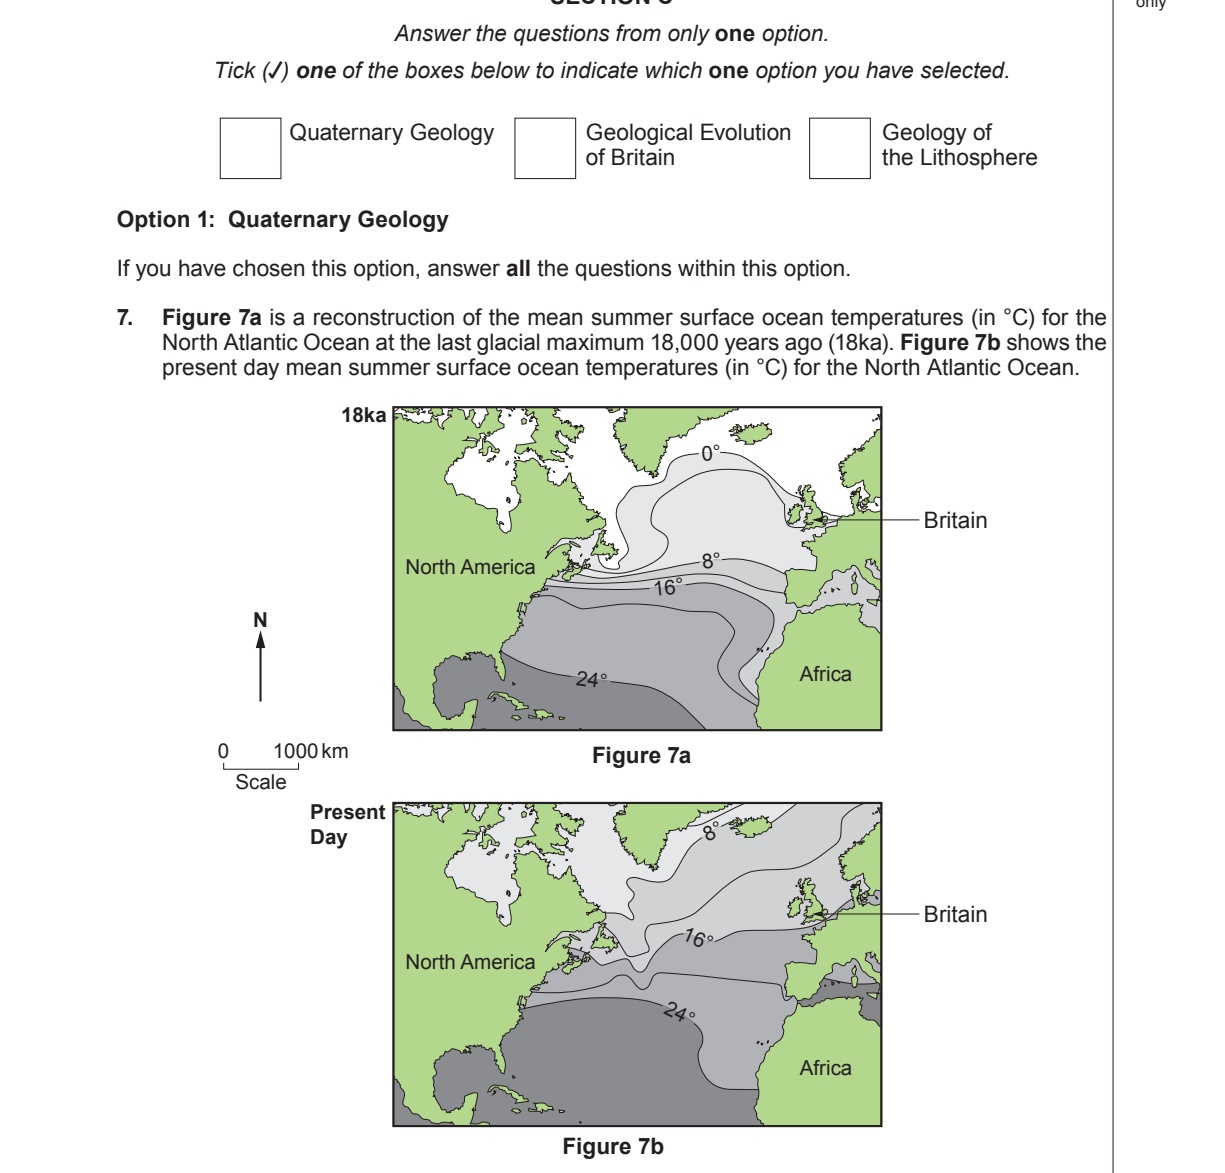 SECTION C
only
Answer the questions from only one option.
Tick (✓) one of the boxes below to indicate which one option you have selected.
Quaternary Geology
Geological Evolution
of Britain
Geology of
the Lithosphere
Option 1: Quaternary Geology
If you have chosen this option, answer all the questions within this option.
7. Figure 7a is a reconstruction of the mean summer surface ocean temperatures (in °C) for the
North Atlantic Ocean at the last glacial maximum 18,000 years ago (18ka). Figure 7b shows the
present day mean summer surface ocean temperatures (in °C) for the North Atlantic Ocean.
18ka
0°
Britain
8°
North America
16°
N
Africa
24°
0 1000 km
Scale
Figure 7a
Present
Day
8°
Britain
16°
North America
24°
Africa
Figure 7b